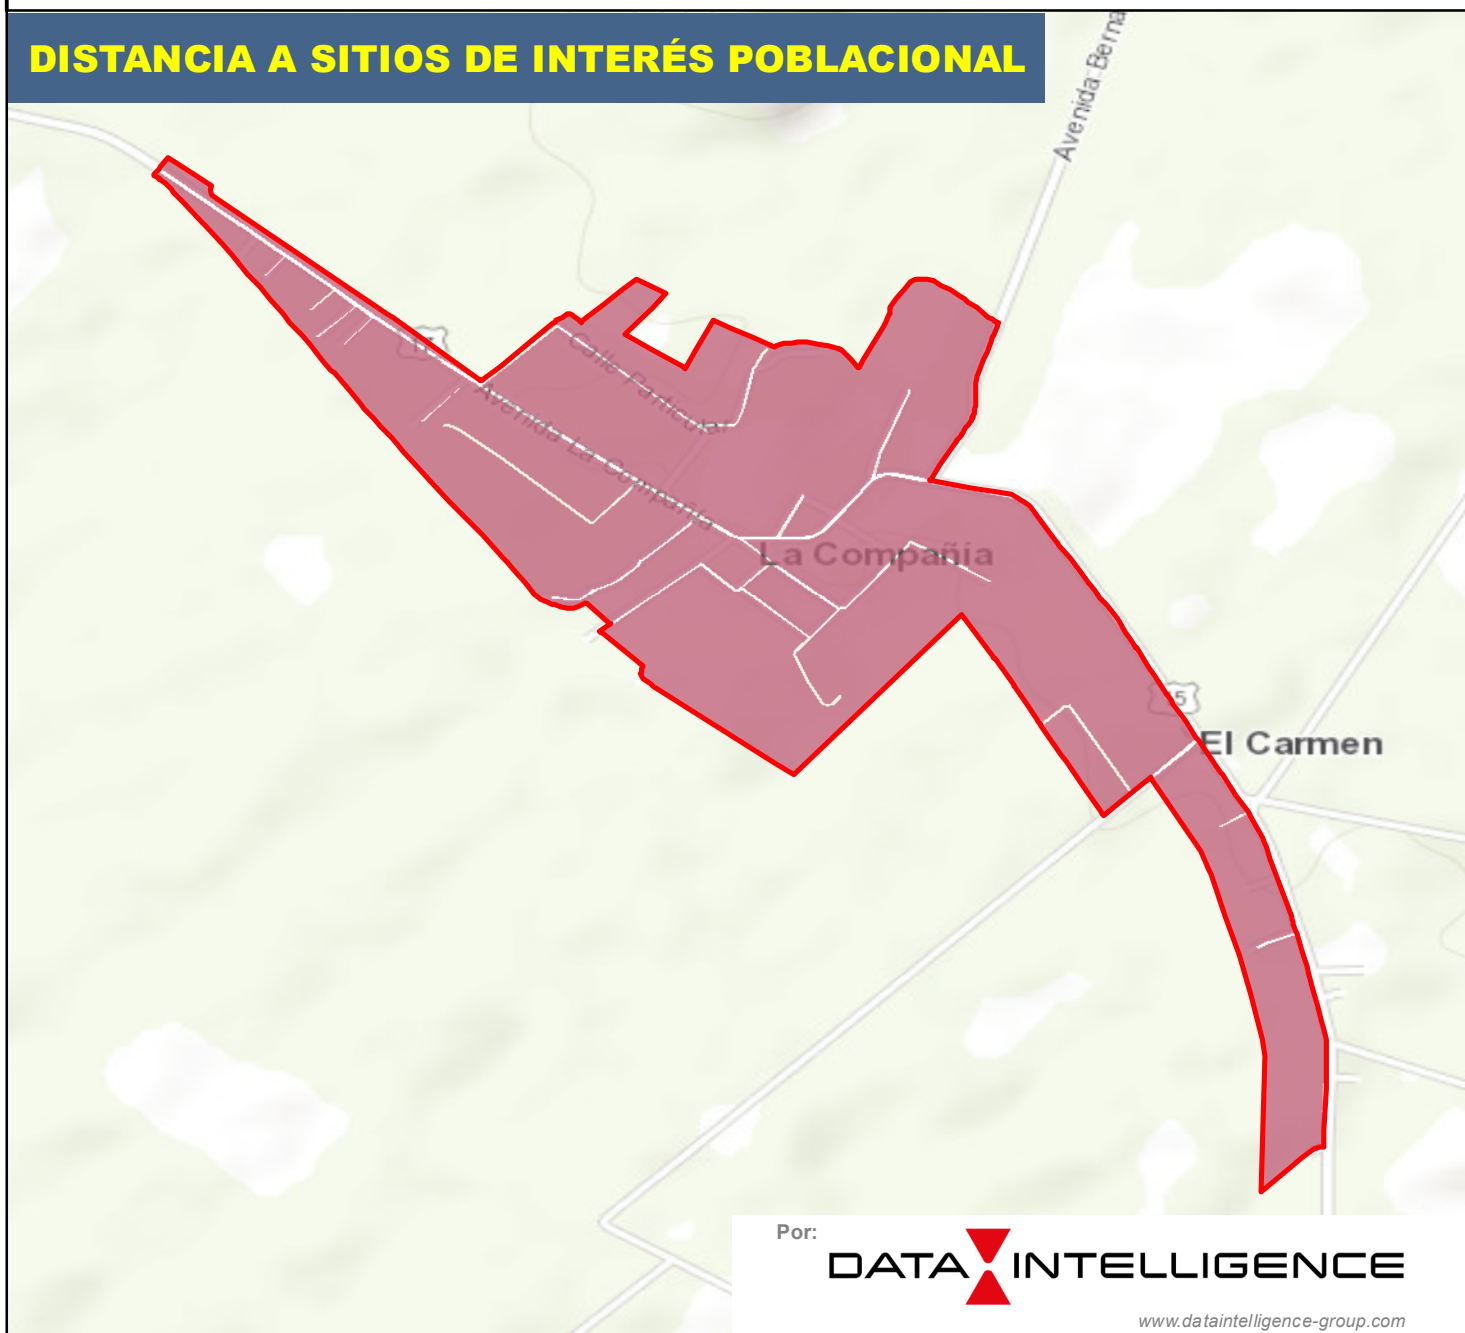 DISTANCIA A SITIOS DE INTERÉS POBLACIONAL
Avenida Berna
Calle Particular
Avenida La Compañía
La Compañía
El Carmen
Por:
DATA INTELLIGENCE
www.dataintelligence-group.com